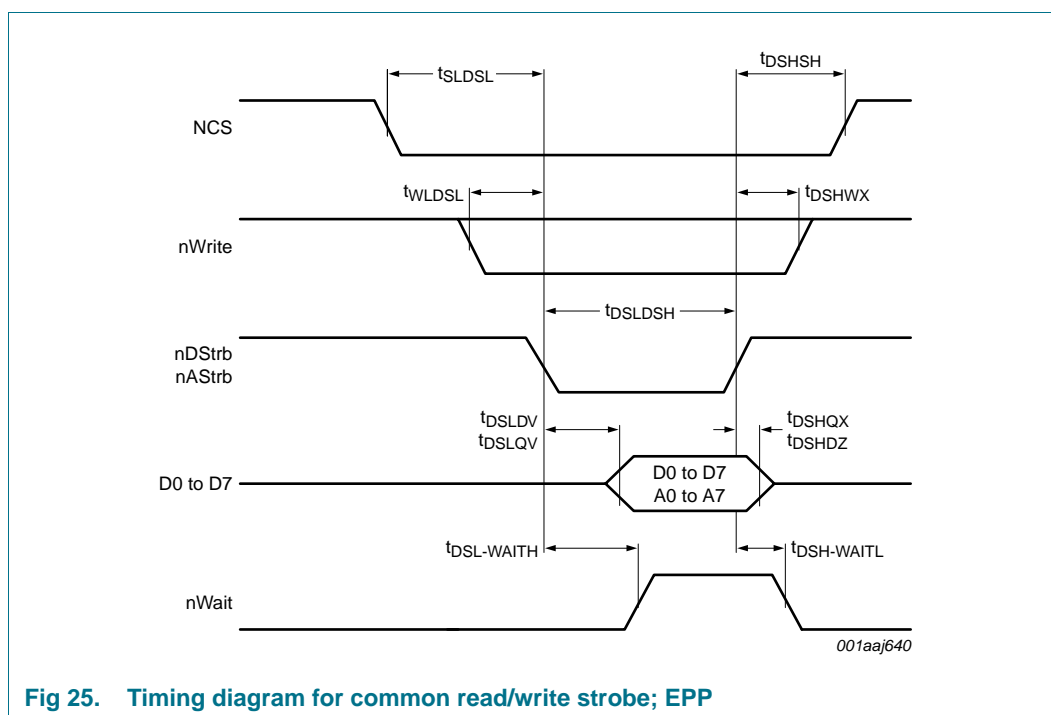 tSLDSL
tDSHSH
NCS
tWLDSL
tDSHWX
nWrite
tDSLDSH
nDStrb
nAStrb
tDSLDV
tDSLQV
tDSHQX
tDSHDZ
D0 to D7
D0 to D7
A0 to A7
tDSL-WAITH
tDSH-WAITL
nWait
001aaj640
Fig 25. Timing diagram for common read/write strobe; EPP